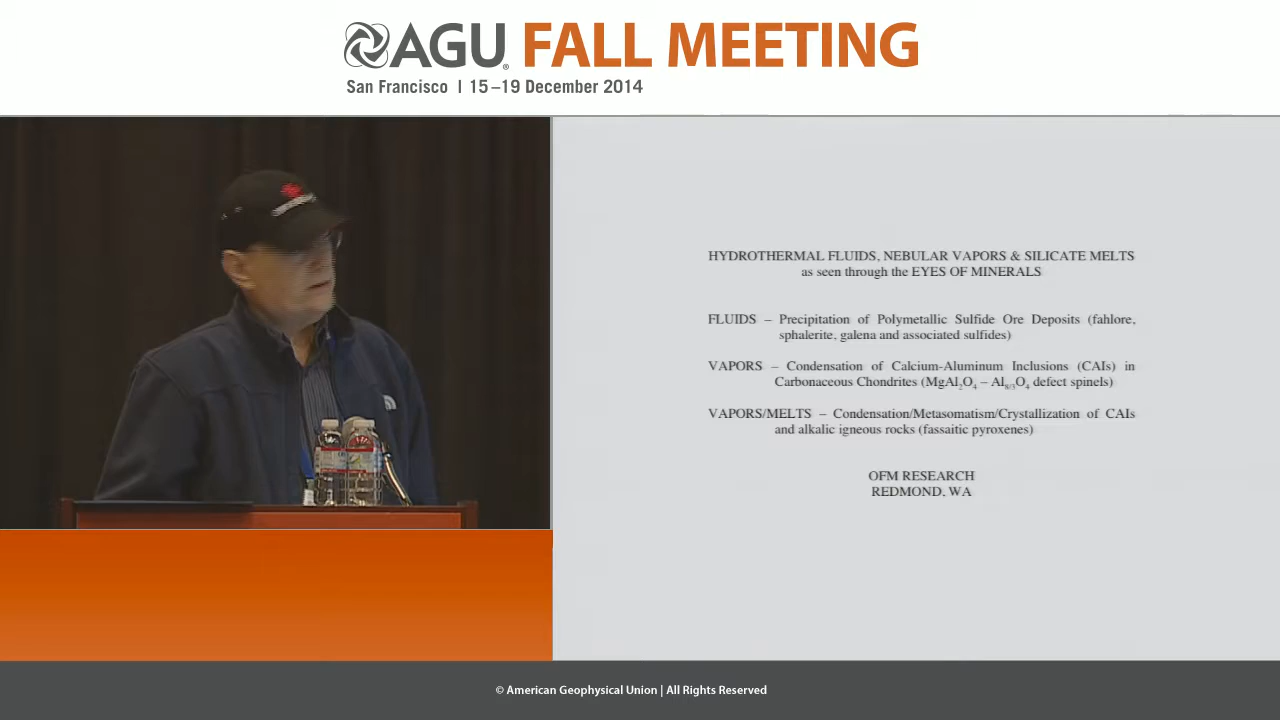 AGU® FALL MEETING
San Francisco | 15–19 December 2014
HYDROTHERMAL FLUIDS, NEBULAR VAPORS & SILICATE MELTS
as seen through the EYES OF MINERALS
FLUIDS – Precipitation of Polymetallic Sulfide Ore Deposits (fahlore,
sphalerite, galena and associated sulfides)
VAPORS – Condensation of Calcium-Aluminum Inclusions (CAIs) in
Carbonaceous Chondrites (MgAl₂O₄ – Al₈/₃O₄ defect spinels)
VAPORS/MELTS – Condensation/Metasomatism/Crystallization of CAIs
and alkalic igneous rocks (fassaitic pyroxenes)
OFM RESEARCH
REDMOND, WA
© American Geophysical Union | All Rights Reserved